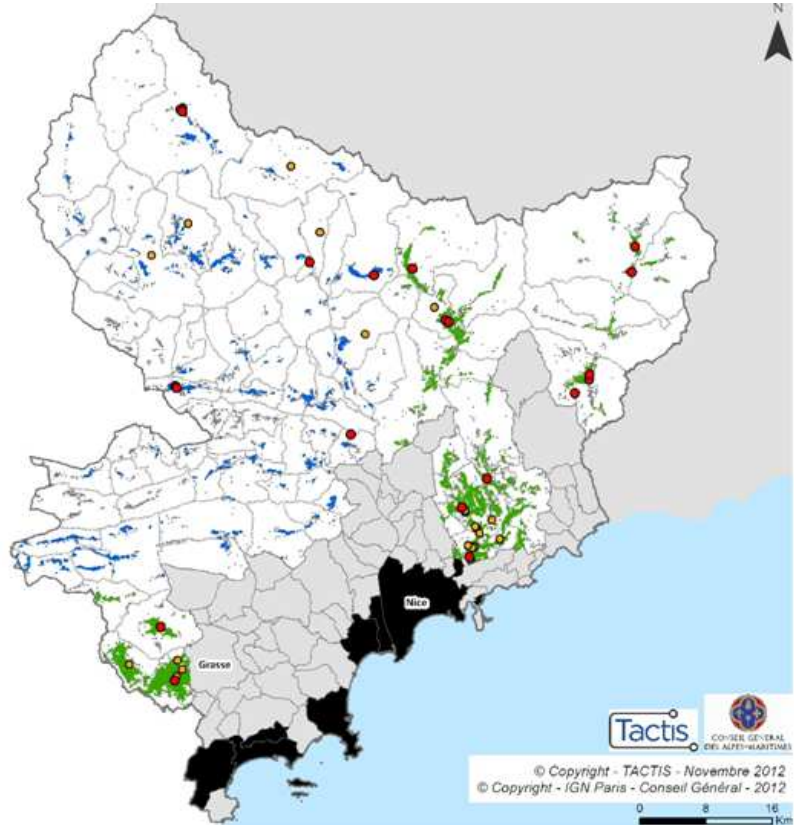 N
Nice
Grasse
Tactis
CONSEIL GENERAL
DES ALPES-MARITIMES
© Copyright - TACTIS - Novembre 2012
© Copyright - IGN Paris - Conseil Général - 2012
0 8 16
Km